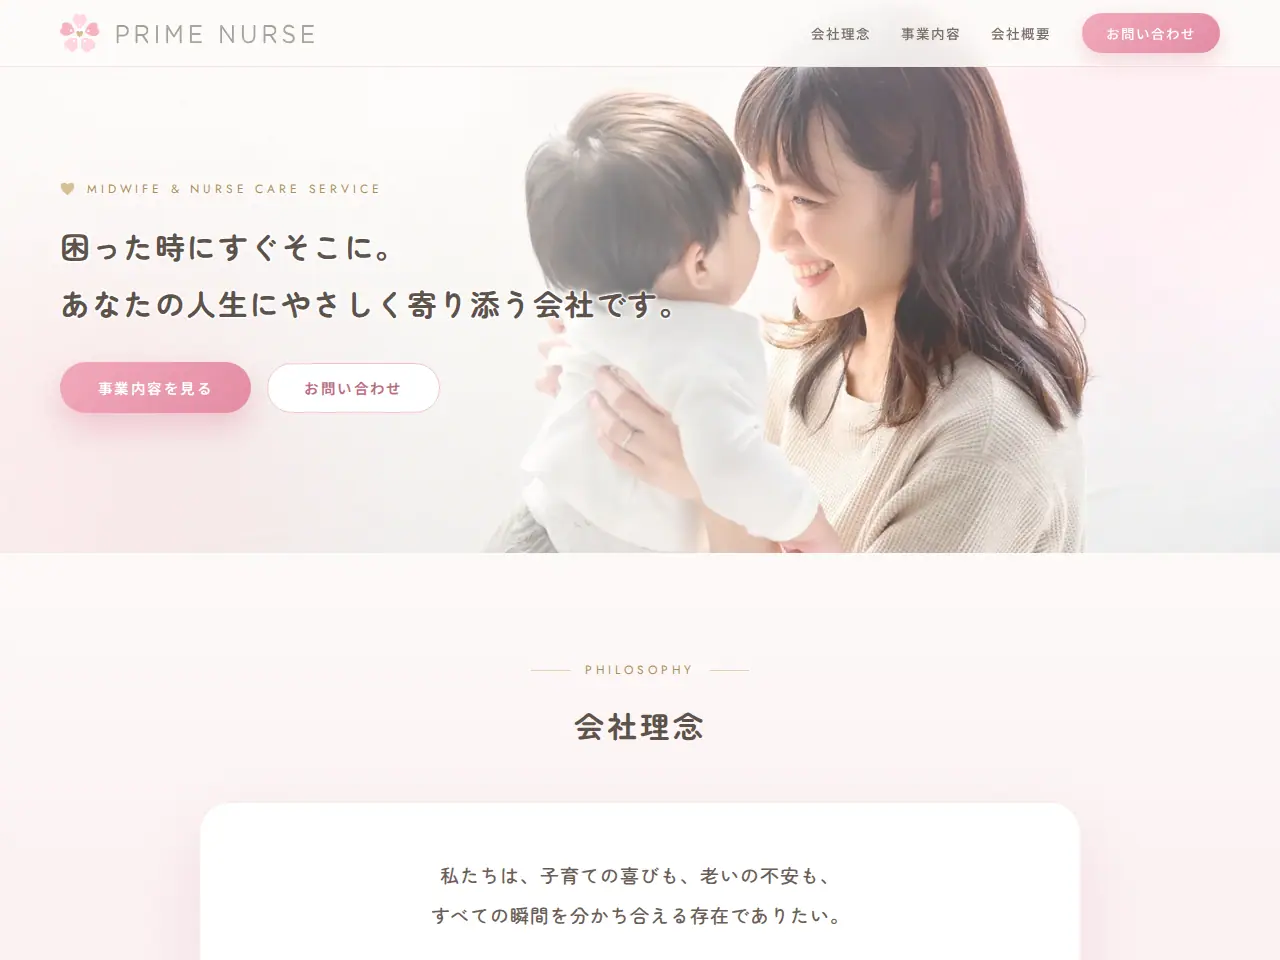 PRIME NURSE
会社理念
事業内容
会社概要
お問い合わせ
MIDWIFE & NURSE CARE SERVICE
困った時にすぐそこに。
あなたの人生にやさしく寄り添う会社です。
事業内容を見る
お問い合わせ
PHILOSOPHY
会社理念
私たちは、子育ての喜びも、老いの不安も、
すべての瞬間を分かち合える存在でありたい。